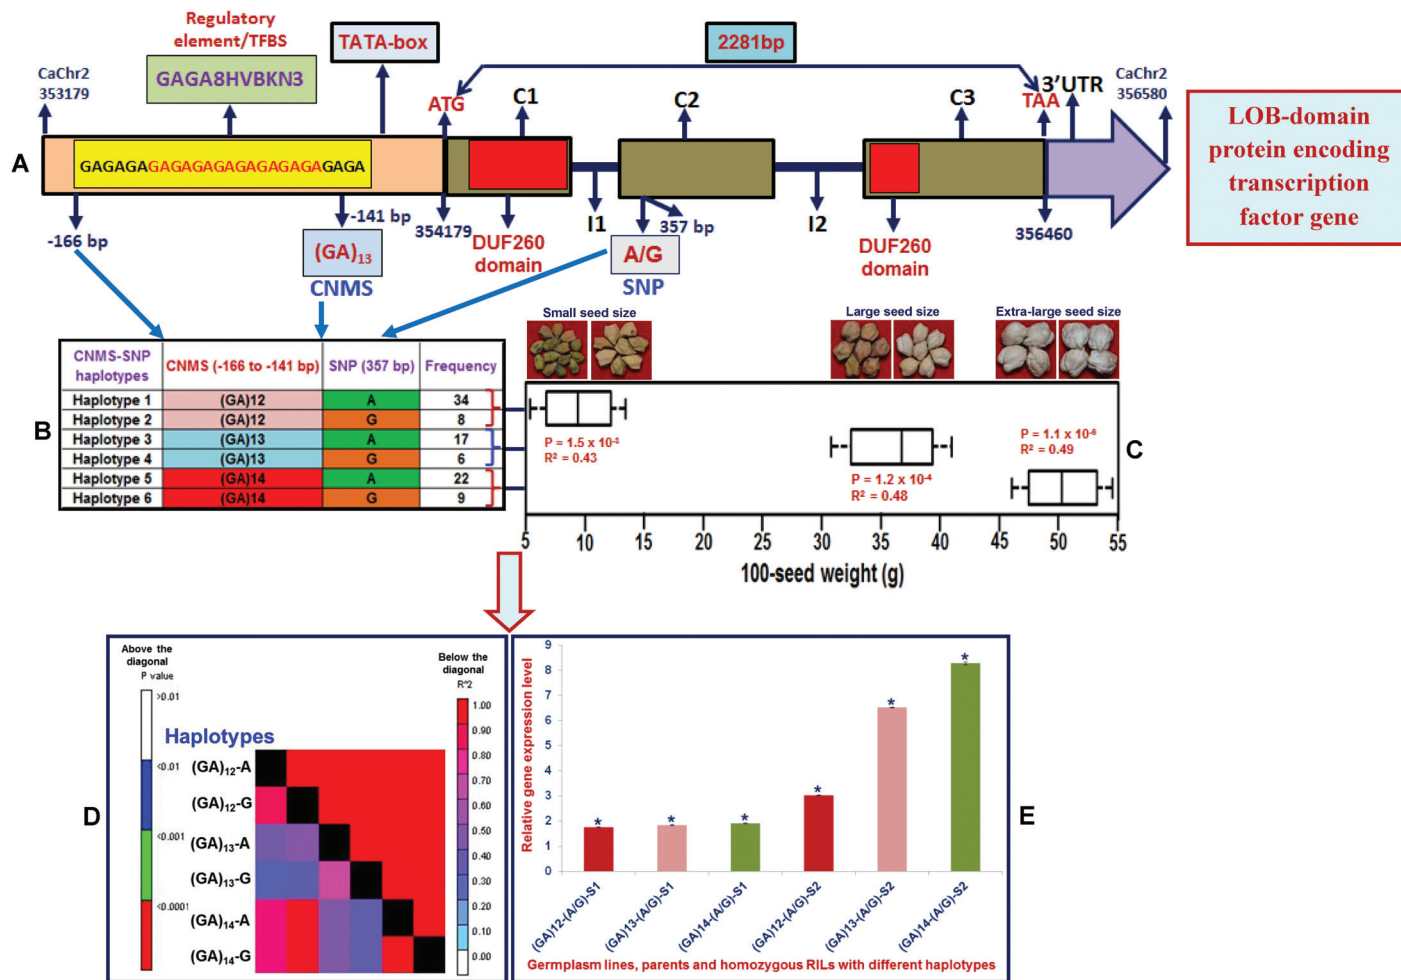 Regulatory
element/TFBS
GAGA8HVBKN3
TATA-box
2281bp
CaChr2
353179
ATG
C1
C2
C3
TAA
3'UTR
CaChr2
356580
A
GAGAGAGAGAGAGAGAGAGAGAGAGA
LOB-domain
protein encoding
transcription
factor gene
-166 bp
-141 bp
354179
DUF260
domain
I1
357 bp
I2
DUF260
domain
356460
(GA)13
CNMS
A/G
SNP
B
CNMS-SNP haplotypes CNMS (-166 to -141 bp) SNP (357 bp) Frequency
Haplotype 1 (GA)12 A 34
Haplotype 2 (GA)12 G 8
Haplotype 3 (GA)13 A 17
Haplotype 4 (GA)13 G 6
Haplotype 5 (GA)14 A 22
Haplotype 6 (GA)14 G 9
Small seed size
Large seed size
Extra-large seed size
P = 1.5 x 10-3
R2 = 0.43
P = 1.2 x 10-4
R2 = 0.48
P = 1.1 x 10-6
R2 = 0.49
C
5 10 15 20 25 30 35 40 45 50 55
100-seed weight (g)
D
Above the
diagonal
P value
>0.01
<0.01
<0.001
<0.0001
Haplotypes
(GA)12-A
(GA)12-G
(GA)13-A
(GA)13-G
(GA)14-A
(GA)14-G
Below the
diagonal
R^2
1.00
0.90
0.80
0.70
0.60
0.50
0.40
0.30
0.20
0.10
0.00
E
Relative gene expression level
9
8
7
6
5
4
3
2
1
0
* * * * * *
(GA)12-(A/G)-S1
(GA)13-(A/G)-S1
(GA)14-(A/G)-S1
(GA)12-(A/G)-S2
(GA)13-(A/G)-S2
(GA)14-(A/G)-S2
Germplasm lines, parents and homozygous RILs with different haplotypes